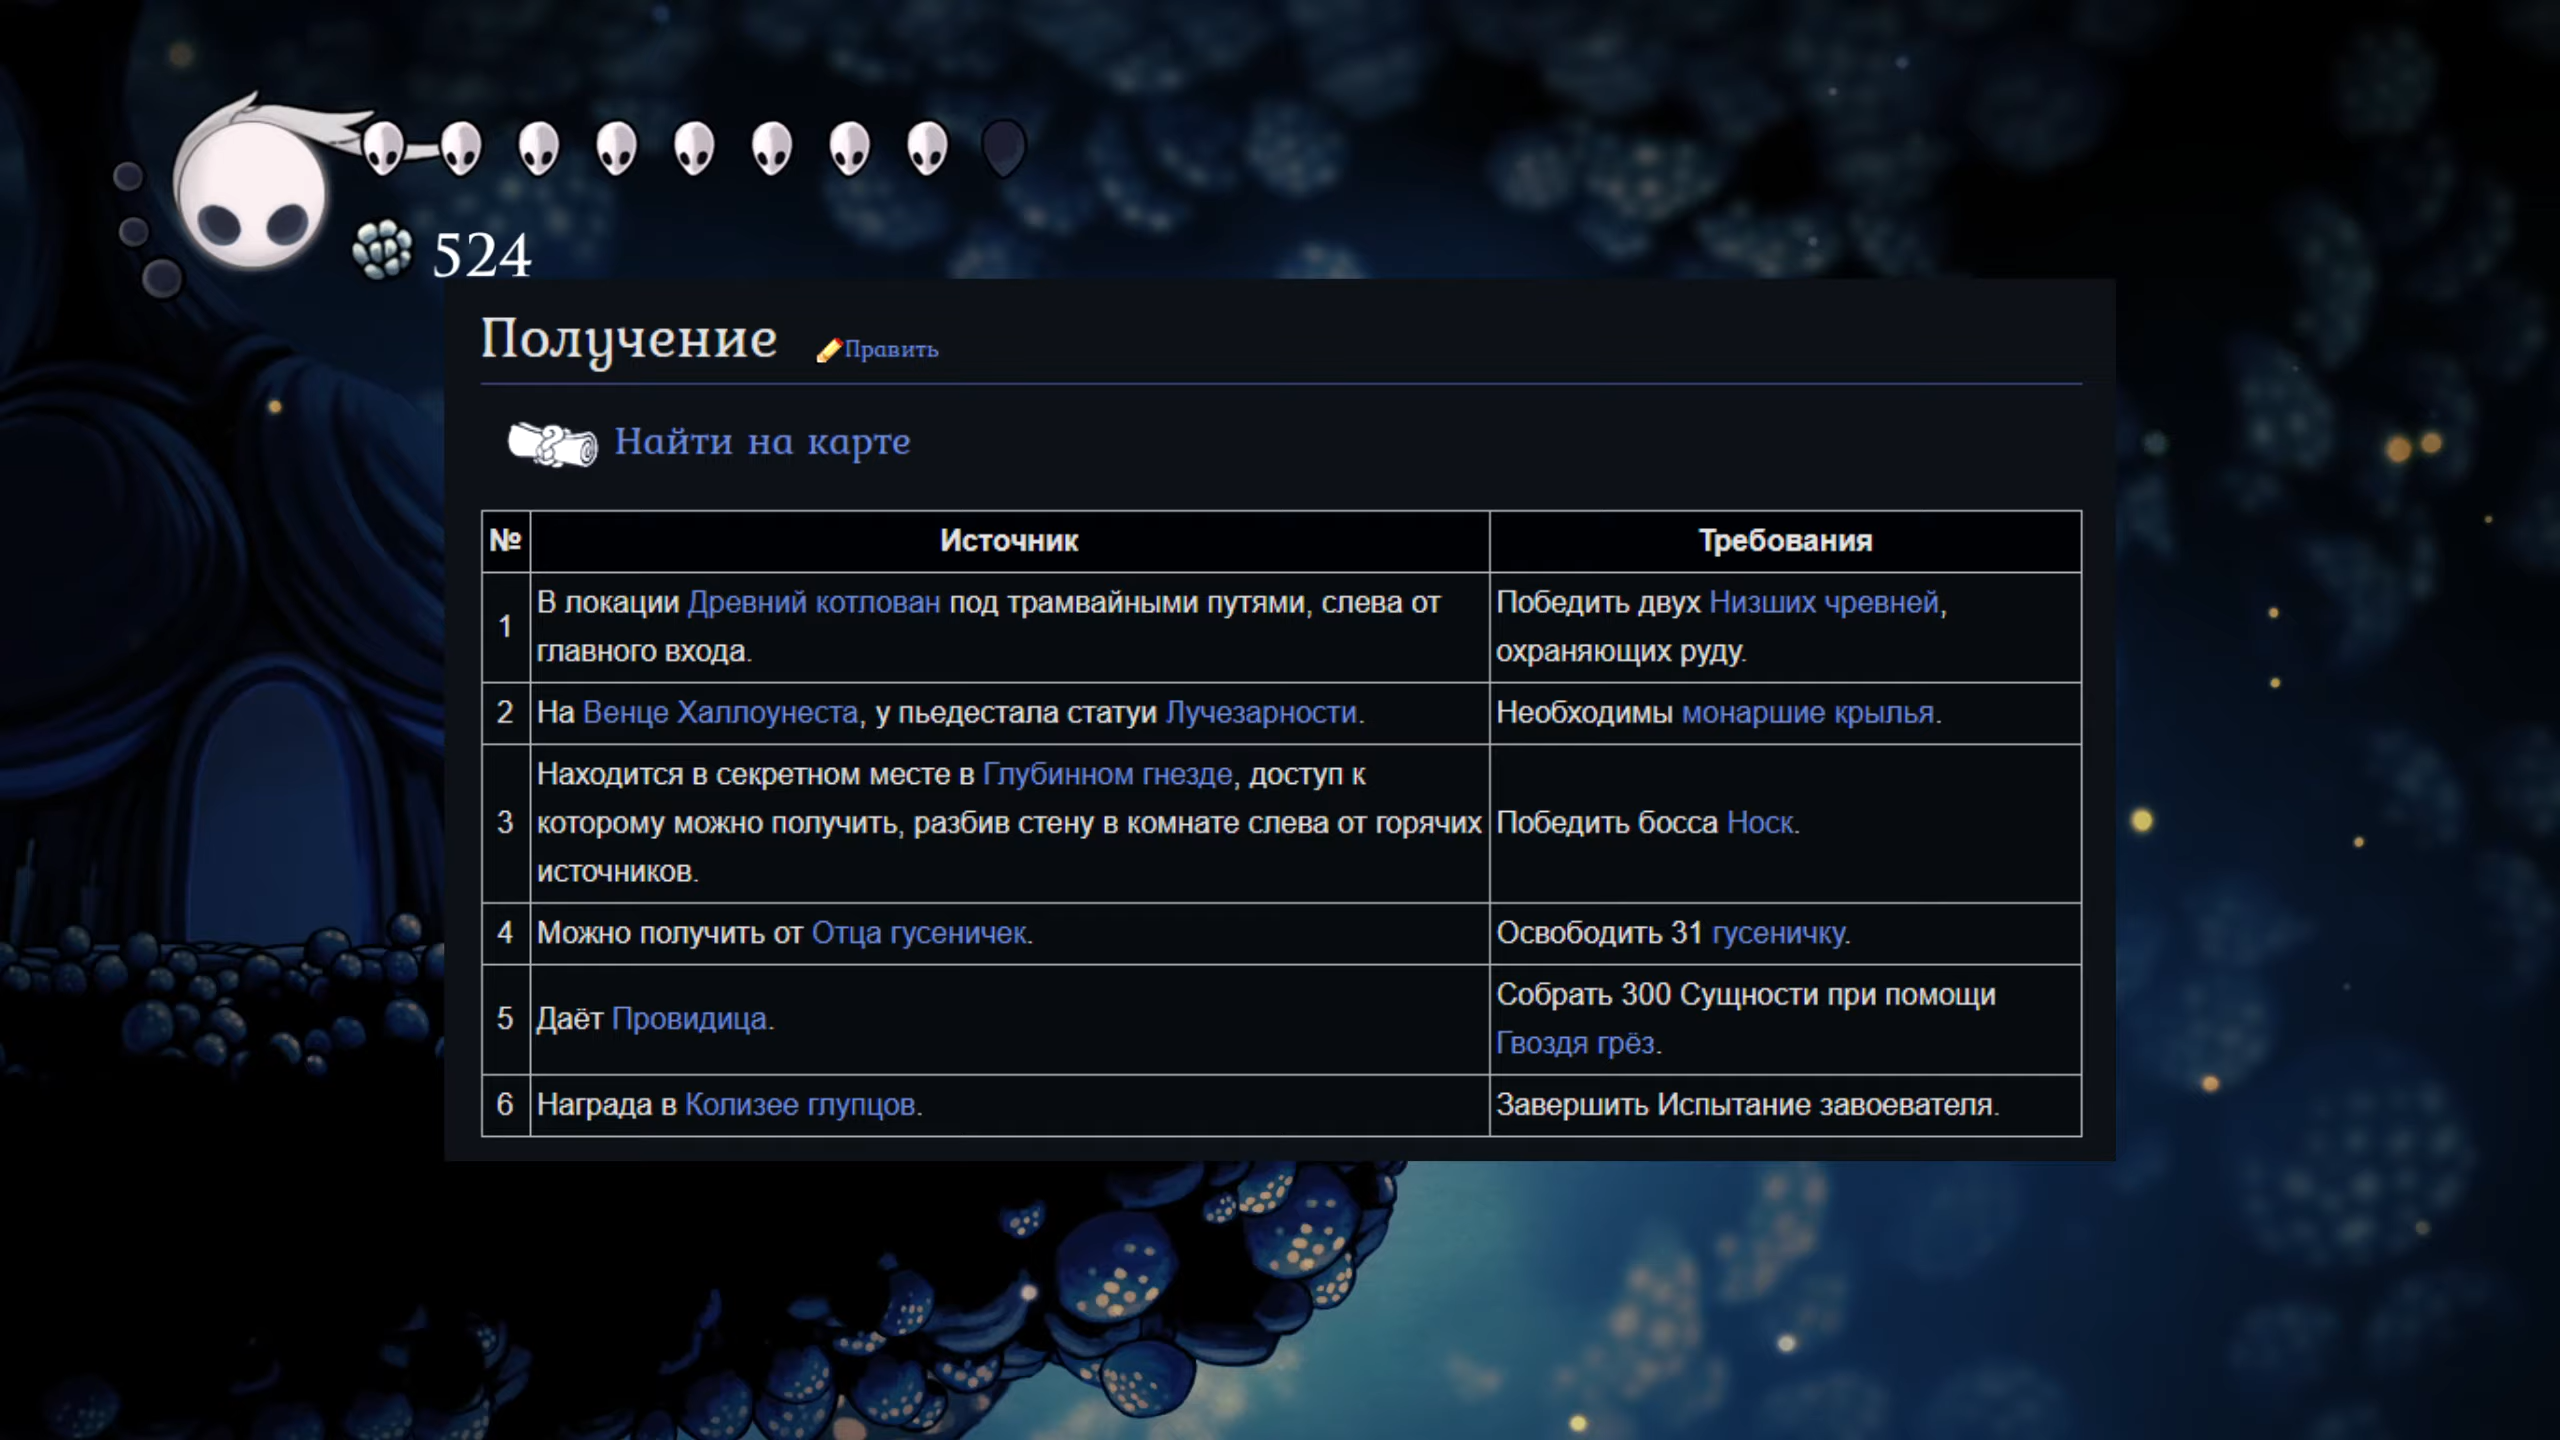 524
Получение Править
Найти на карте
№ Источник Требования
1 В локации Древний котлован под трамвайными путями, слева от главного входа. Победить двух Низших чревней, охраняющих руду.
2 На Венце Халлоунеста, у пьедестала статуи Лучезарности. Необходимы монаршие крылья.
3 Находится в секретном месте в Глубинном гнезде, доступ к которому можно получить, разбив стену в комнате слева от горячих источников. Победить босса Носк.
4 Можно получить от Отца гусеничек. Освободить 31 гусеничку.
5 Даёт Провидица. Собрать 300 Сущности при помощи Гвоздя грёз.
6 Награда в Колизее глупцов. Завершить Испытание завоевателя.